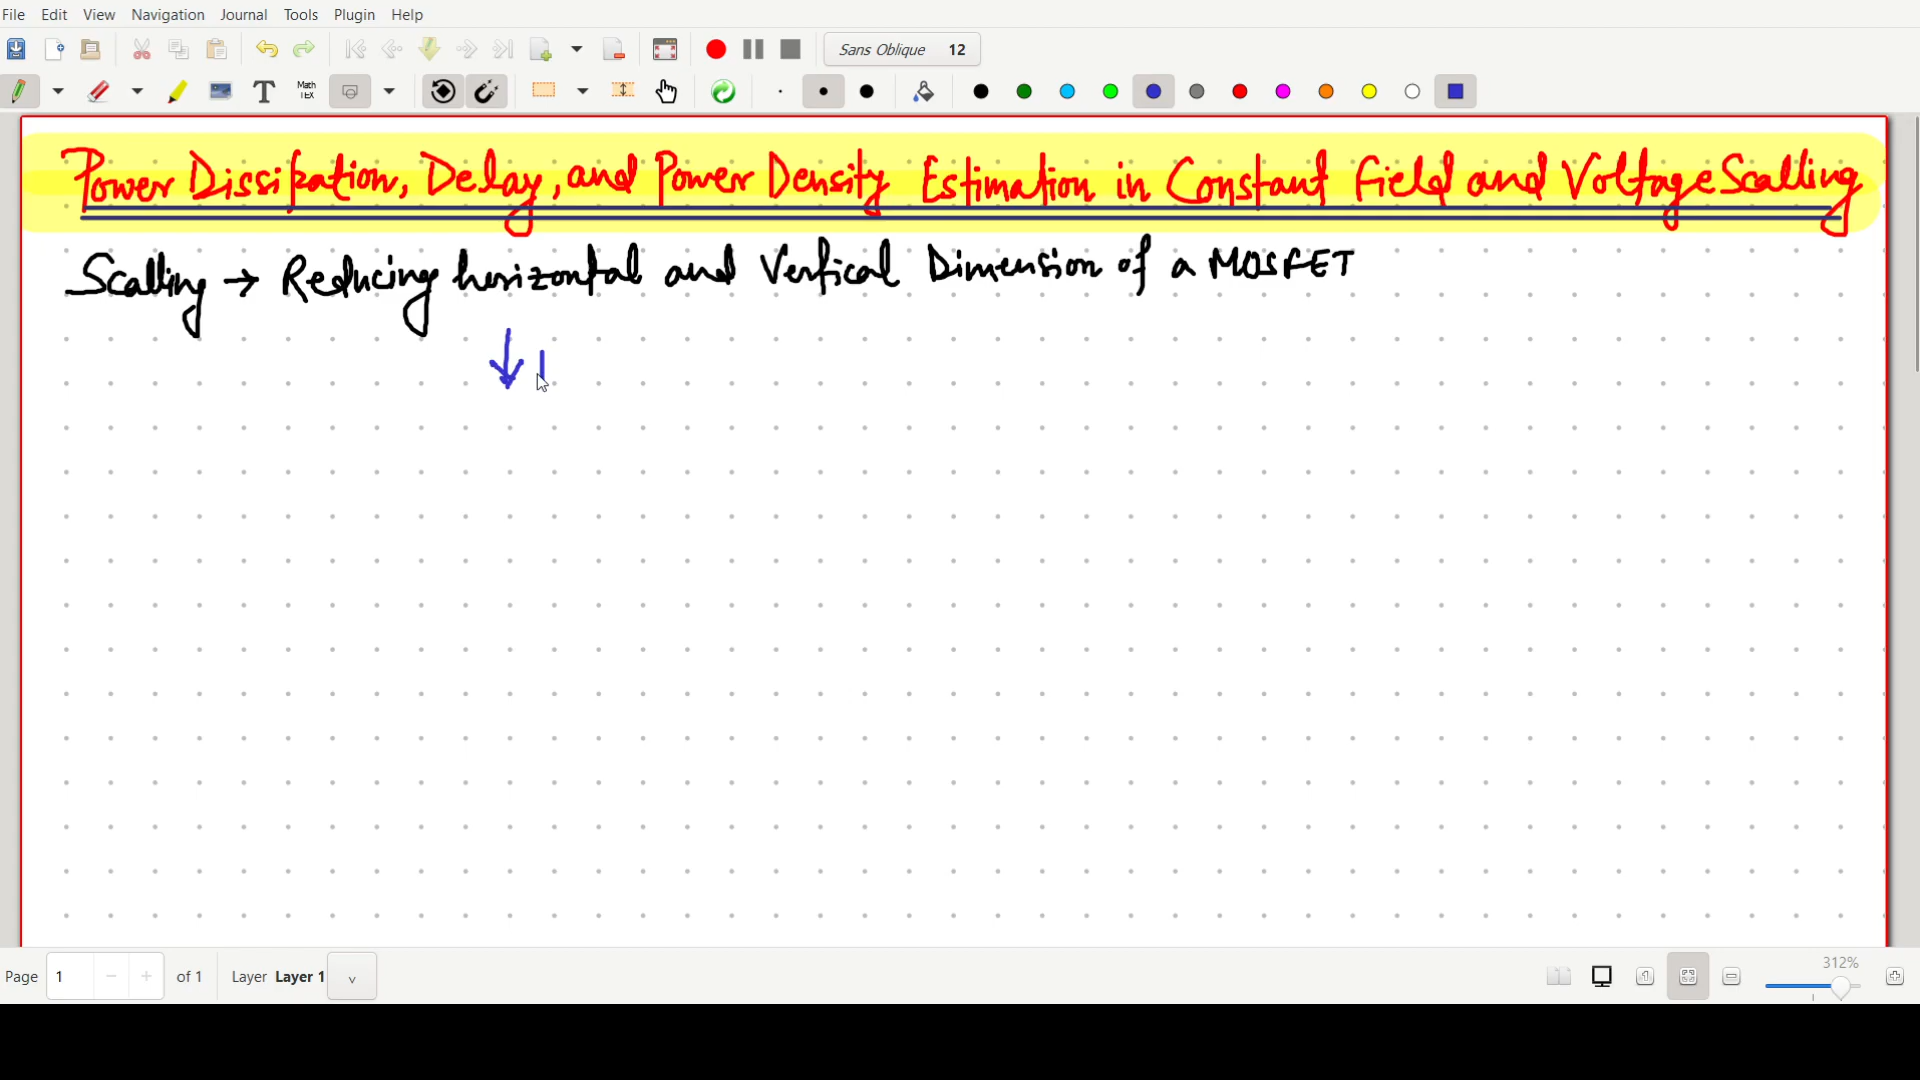 File Edit View Navigation Journal Tools Plugin Help
Sans Oblique 12
Math TEX
Power Dissipation, Delay, and Power Density Estimation in Constant Field and Voltage Scalling
Scalling → Reducing horizontal and Vertical Dimension of a MOSFET
↓
Page 1 of 1 Layer Layer 1 312%